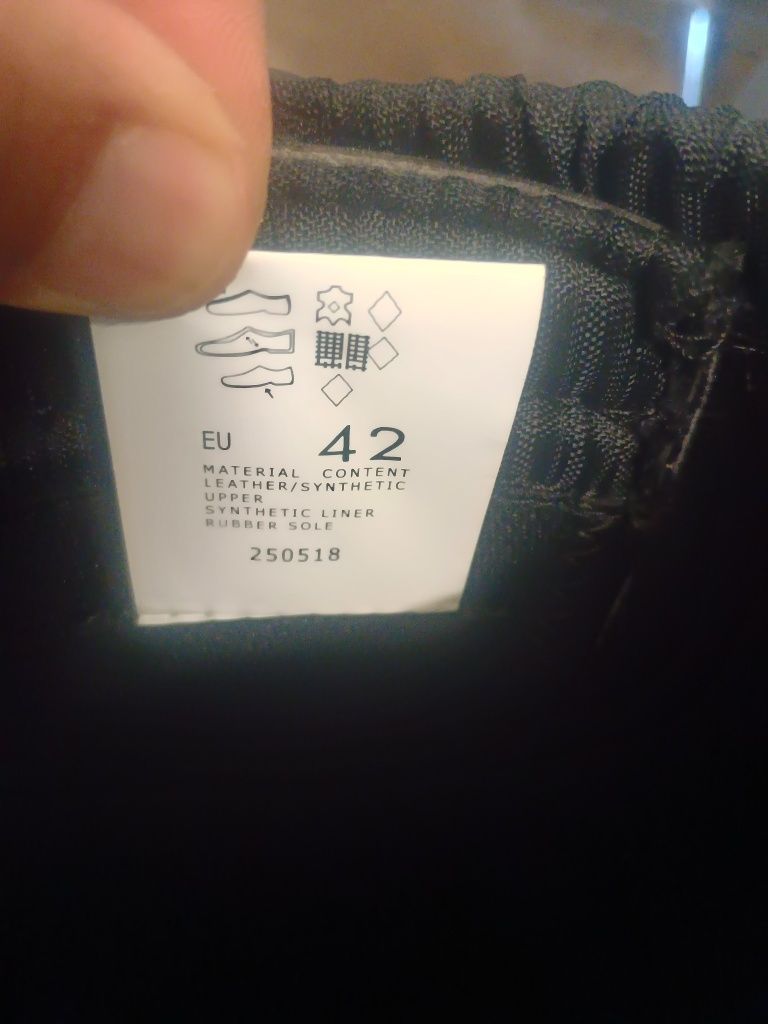 EU 42
MATERIAL CONTENT
LEATHER/SYNTHETIC
UPPER
SYNTHETIC LINER
RUBBER SOLE
250518